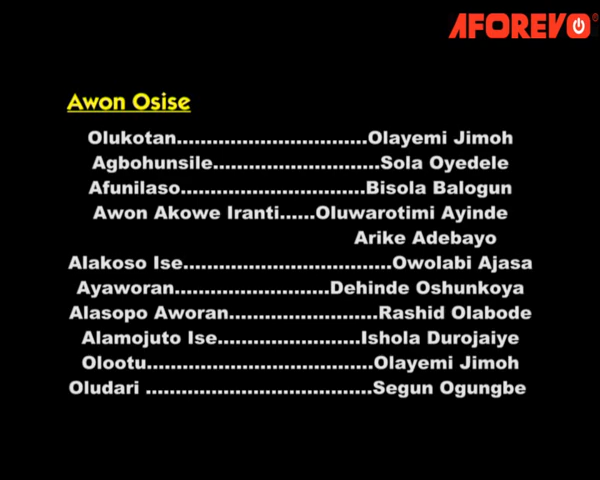 AFOREVO®
Awon Osise
Olukotan................................Olayemi Jimoh
Agbohunsile............................Sola Oyedele
Afunilaso...............................Bisola Balogun
Awon Akowe Iranti......Oluwarotimi Ayinde
Arike Adebayo
Alakoso Ise...................................Owolabi Ajasa
Ayaworan..........................Dehinde Oshunkoya
Alasopo Aworan.........................Rashid Olabode
Alamojuto Ise........................Ishola Durojaiye
Olootu......................................Olayemi Jimoh
Oludari ......................................Segun Ogungbe